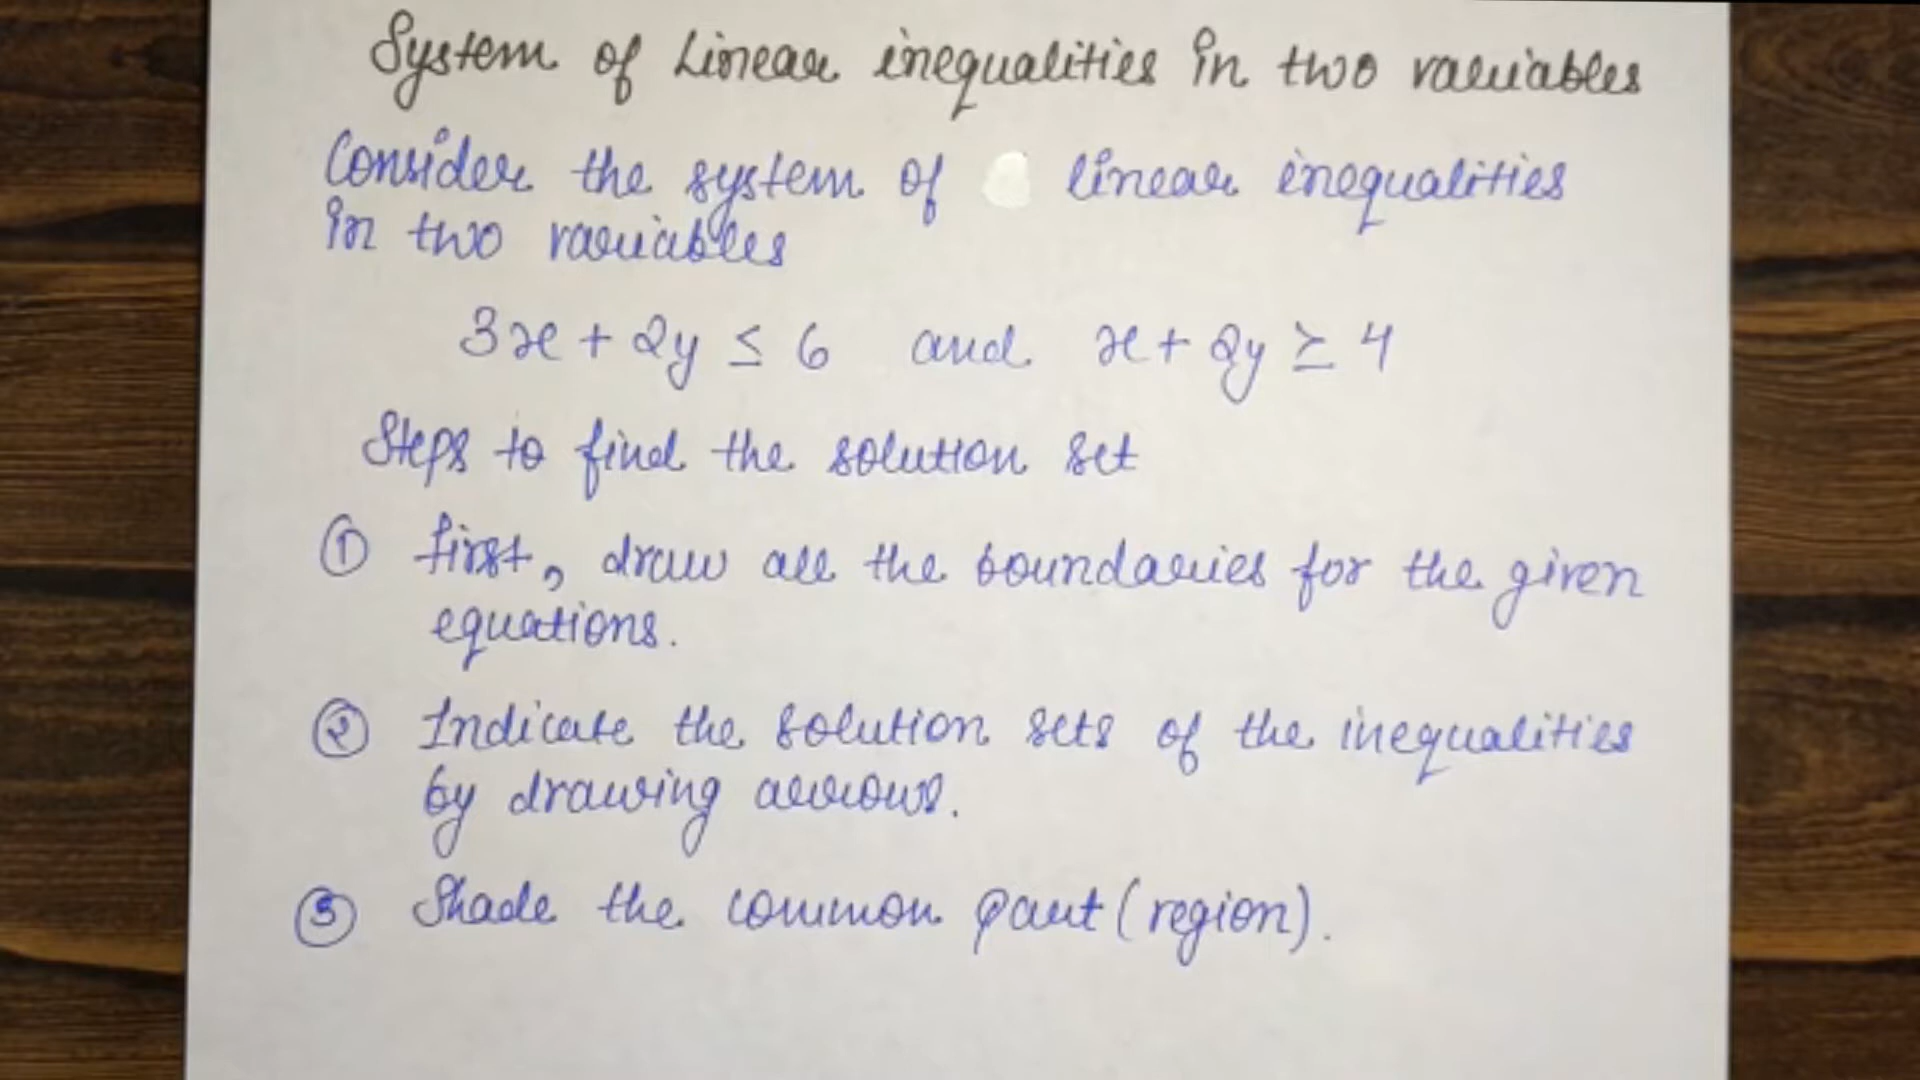 System of Linear inequalities in two variables
Consider the system of linear inequalities
in two variables
3x + 2y ≤ 6 and x + 2y ≥ 4
Steps to find the solution set
① first, draw all the boundaries for the given
equations.
② Indicate the solution sets of the inequalities
by drawing arrows.
③ Shade the common part (region).